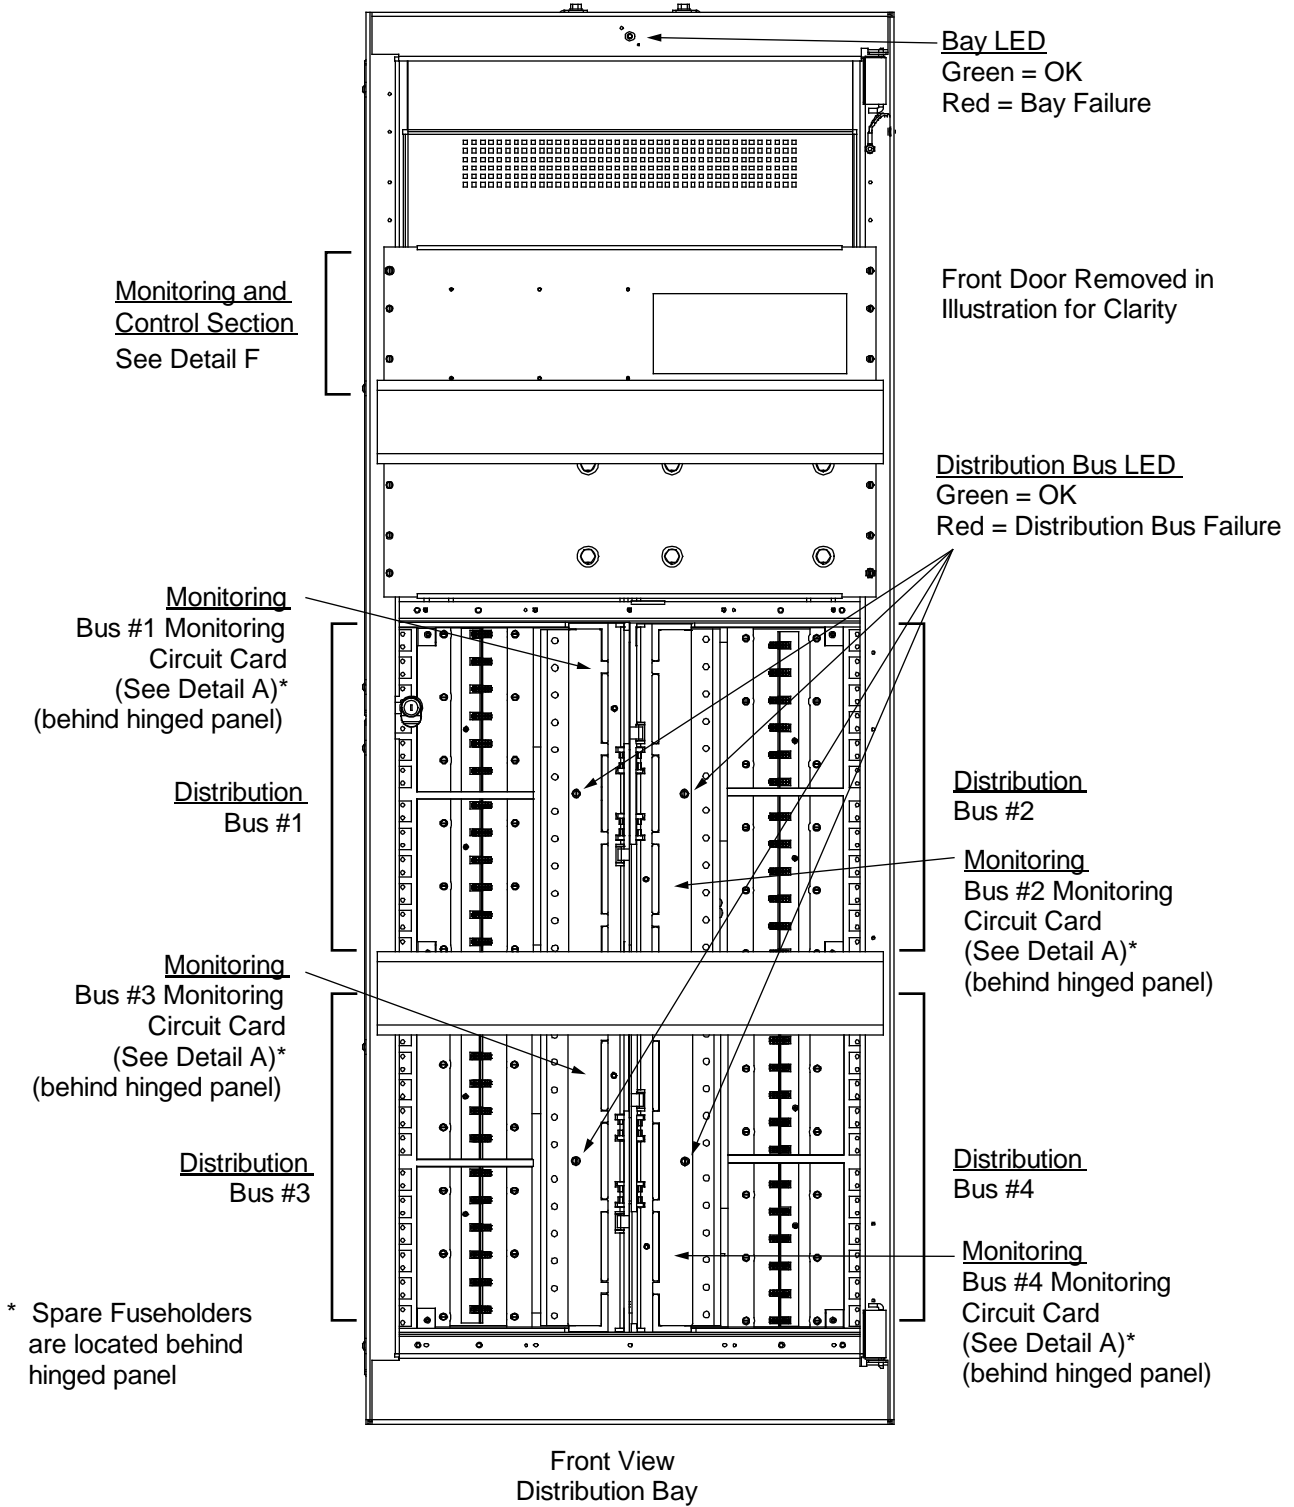 Bay LED
Green = OK
Red = Bay Failure
Monitoring and
Control Section
See Detail F
Front Door Removed in
Illustration for Clarity
Distribution Bus LED
Green = OK
Red = Distribution Bus Failure
Monitoring
Bus #1 Monitoring
Circuit Card
(See Detail A)*
(behind hinged panel)
Distribution
Bus #1
Distribution
Bus #2
Monitoring
Bus #2 Monitoring
Circuit Card
(See Detail A)*
(behind hinged panel)
Monitoring
Bus #3 Monitoring
Circuit Card
(See Detail A)*
(behind hinged panel)
Distribution
Bus #3
Distribution
Bus #4
Monitoring
Bus #4 Monitoring
Circuit Card
(See Detail A)*
(behind hinged panel)
* Spare Fuseholders
are located behind
hinged panel
Front View
Distribution Bay